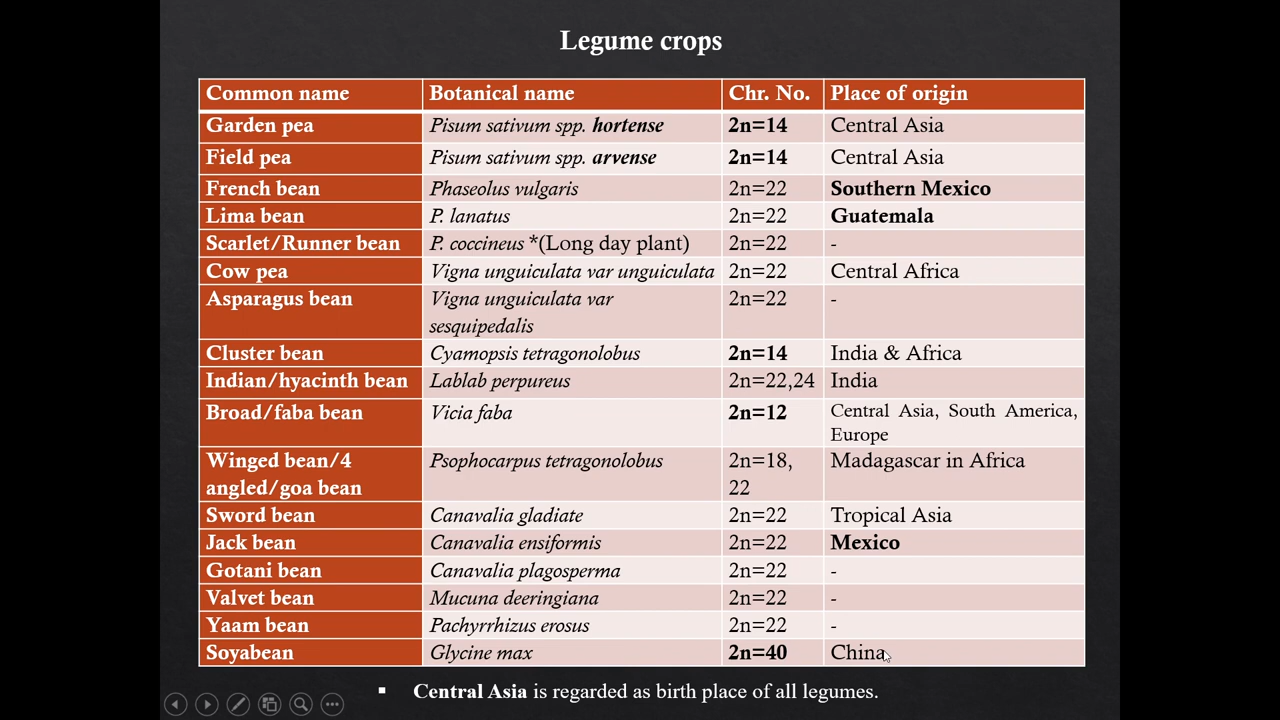 Legume crops
Common name Botanical name Chr. No. Place of origin
Garden pea Pisum sativum spp. hortense 2n=14 Central Asia
Field pea Pisum sativum spp. arvense 2n=14 Central Asia
French bean Phaseolus vulgaris 2n=22 Southern Mexico
Lima bean P. lanatus 2n=22 Guatemala
Scarlet/Runner bean P. coccineus *(Long day plant) 2n=22 -
Cow pea Vigna unguiculata var unguiculata 2n=22 Central Africa
Asparagus bean Vigna unguiculata var 2n=22 -
sesquipedalis
Cluster bean Cyamopsis tetragonolobus 2n=14 India & Africa
Indian/hyacinth bean Lablab perpureus 2n=22,24 India
Broad/faba bean Vicia faba 2n=12 Central Asia, South America,
Europe
Winged bean/4 Psophocarpus tetragonolobus 2n=18, Madagascar in Africa
angled/goa bean 22
Sword bean Canavalia gladiate 2n=22 Tropical Asia
Jack bean Canavalia ensiformis 2n=22 Mexico
Gotani bean Canavalia plagosperma 2n=22 -
Valvet bean Mucuna deeringiana 2n=22 -
Yaam bean Pachyrrhizus erosus 2n=22 -
Soyabean Glycine max 2n=40 China
▪ Central Asia is regarded as birth place of all legumes.